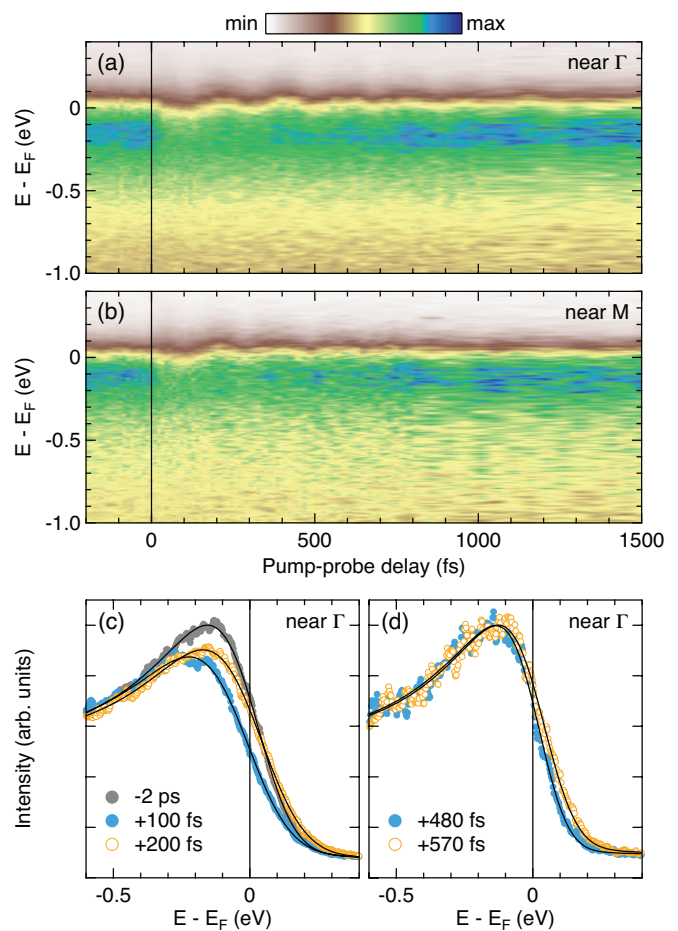 min max
(a) near Γ
0
-0.5
-1.0
E - E_F (eV)
(b) near M
0
-0.5
-1.0
E - E_F (eV)
0 500 1000 1500
Pump-probe delay (fs)
(c) near Γ
(d) near Γ
Intensity (arb. units)
-2 ps
+100 fs
+200 fs
+480 fs
+570 fs
-0.5 0
-0.5 0
E - E_F (eV)
E - E_F (eV)